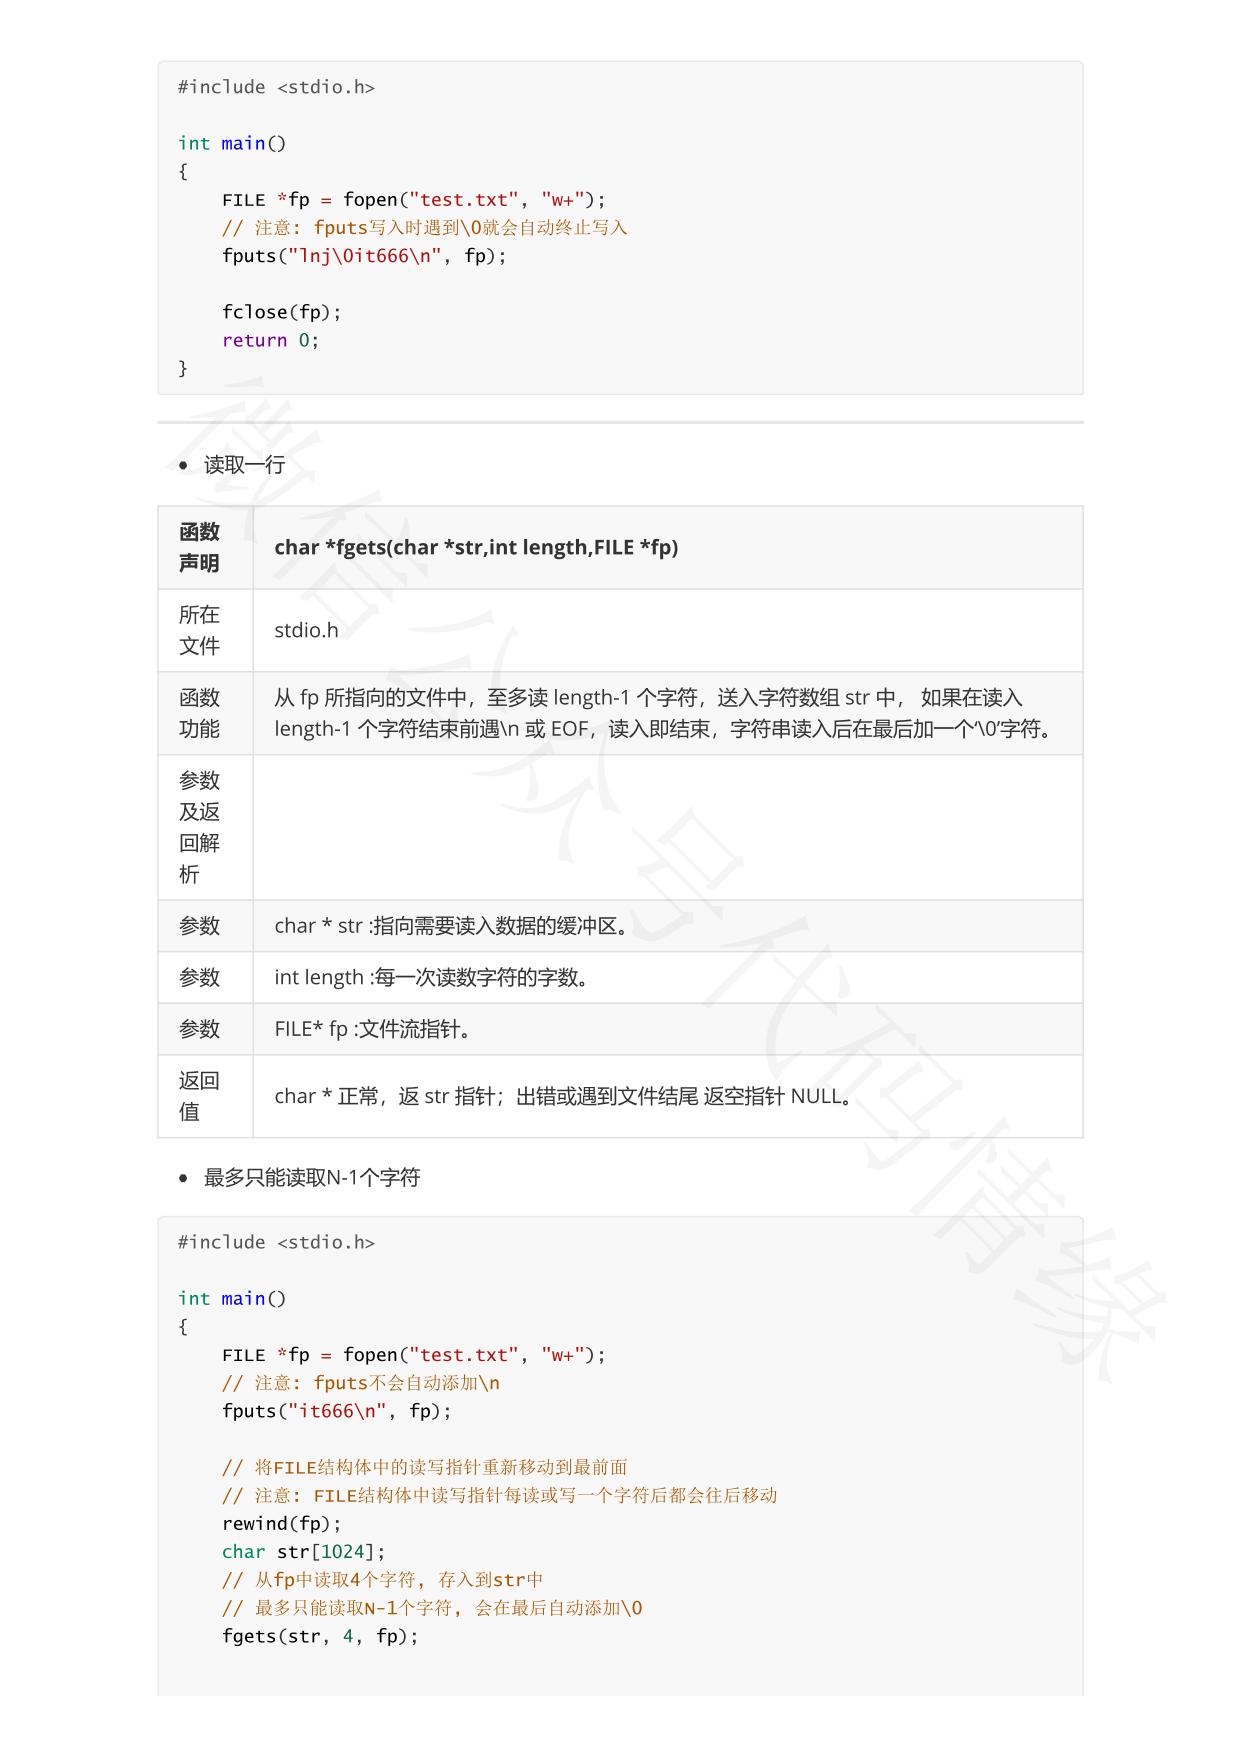 #include <stdio.h>
int main()
{
    FILE *fp = fopen("test.txt", "w+");
    // 注意: fputs写入时遇到\0就会自动终止写入
    fputs("lnj\0it666\n", fp);
    fclose(fp);
    return 0;
}
• 读取一行
函数
声明
char *fgets(char *str,int length,FILE *fp)
所在
文件
stdio.h
函数
功能
从 fp 所指向的文件中，至多读 length-1 个字符，送入字符数组 str 中， 如果在读入
length-1 个字符结束前遇\n 或 EOF，读入即结束，字符串读入后在最后加一个‘\0’字符。
参数
及返
回解
析
参数
char * str :指向需要读入数据的缓冲区。
参数
int length :每一次读数字符的字数。
参数
FILE* fp :文件流指针。
返回
值
char * 正常，返 str 指针；出错或遇到文件结尾 返空指针 NULL。
• 最多只能读取N-1个字符
#include <stdio.h>
int main()
{
    FILE *fp = fopen("test.txt", "w+");
    // 注意: fputs不会自动添加\n
    fputs("it666\n", fp);
    // 将FILE结构体中的读写指针重新移动到最前面
    // 注意: FILE结构体中读写指针每读或写一个字符后都会往后移动
    rewind(fp);
    char str[1024];
    // 从fp中读取4个字符, 存入到str中
    // 最多只能读取N-1个字符, 会在最后自动添加\0
    fgets(str, 4, fp);
微信公众号代码情缘